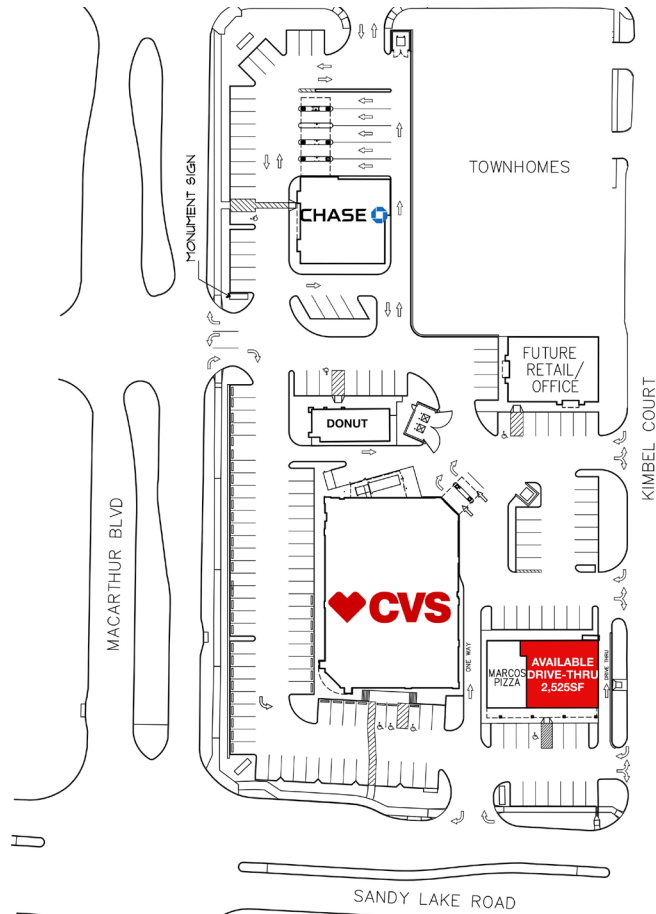 TOWNHOMES
MONUMENT SIGN
CHASE
FUTURE
RETAIL/
OFFICE
DONUT
KIMBEL COURT
MACARTHUR BLVD
CVS
ONE WAY
MARCOS
PIZZA
AVAILABLE
DRIVE-THRU
2,525SF
DRIVE THRU
SANDY LAKE ROAD